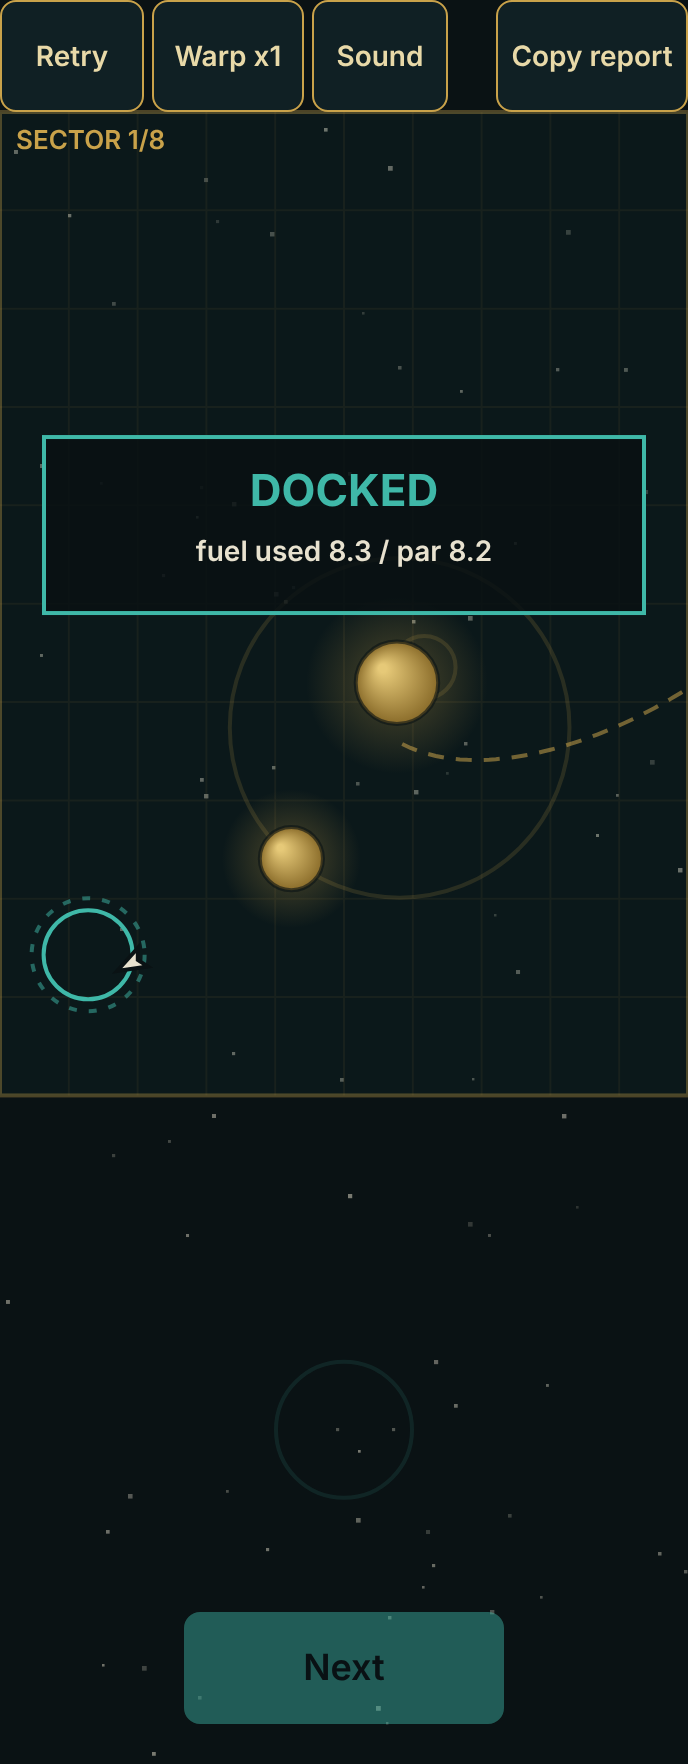 Retry
Warp x1
Sound
Copy report
SECTOR 1/8
DOCKED
fuel used 8.3 / par 8.2
Next